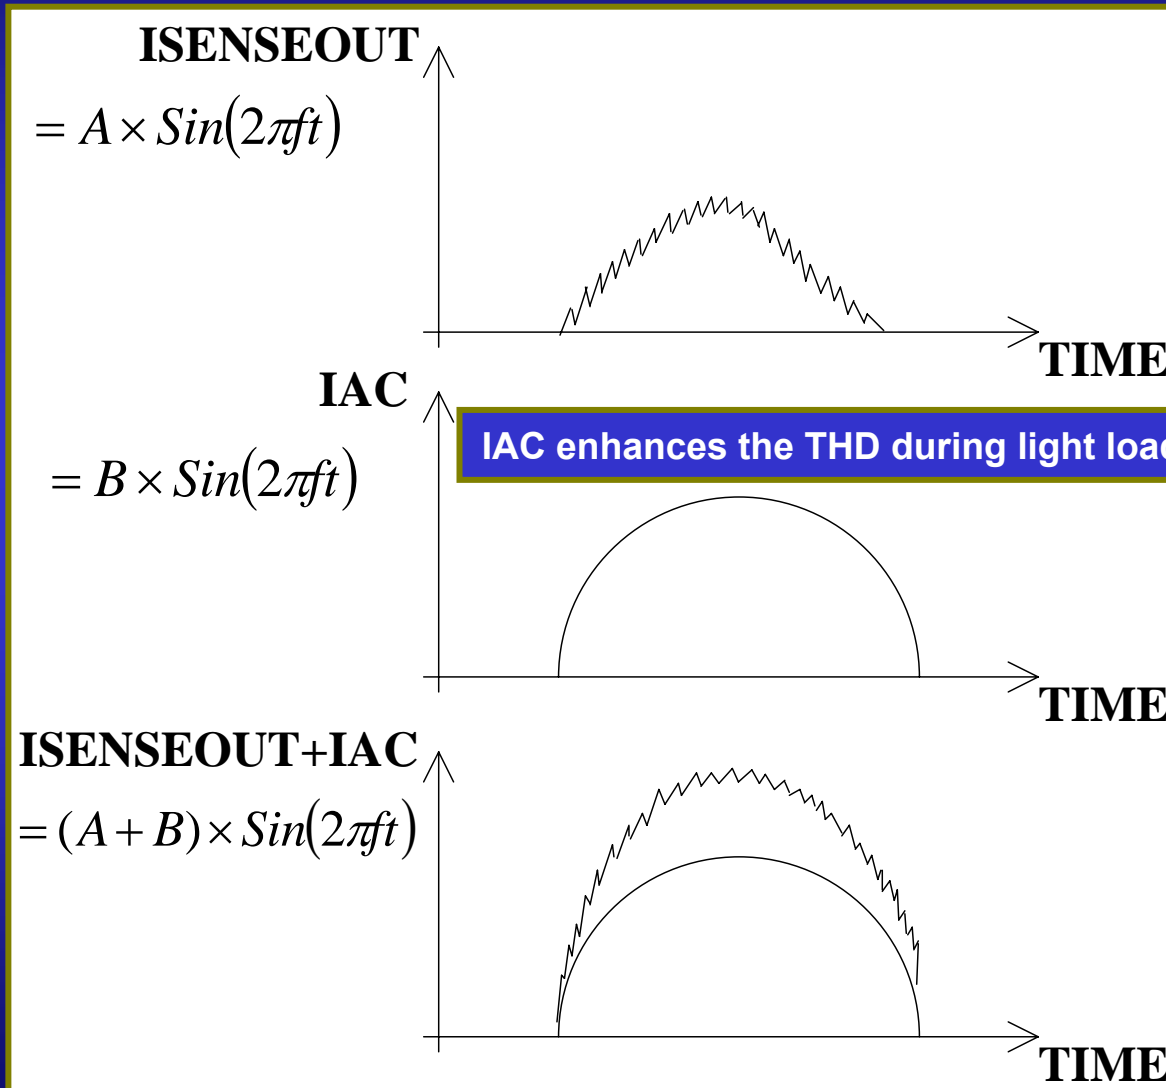 ISENSEOUT
= A × Sin(2πft)
TIME
IAC
IAC enhances the THD during light
= B × Sin(2πft)
TIME
ISENSEOUT+IAC
= (A + B) × Sin(2πft)
TIME